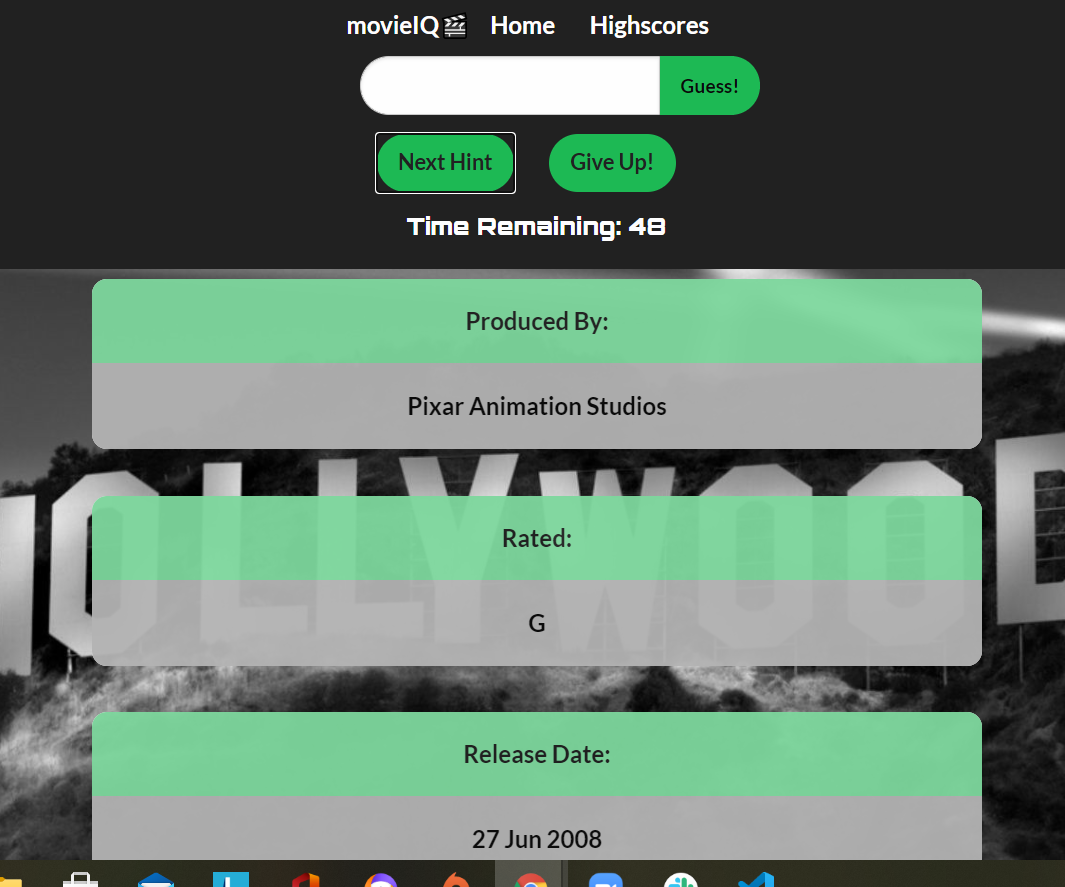 movieIQ🎬 Home Highscores
Guess!
Next Hint Give Up!
Time Remaining: 48
Produced By:
Pixar Animation Studios
HOLLYWOOD
Rated:
G
Release Date:
27 Jun 2008